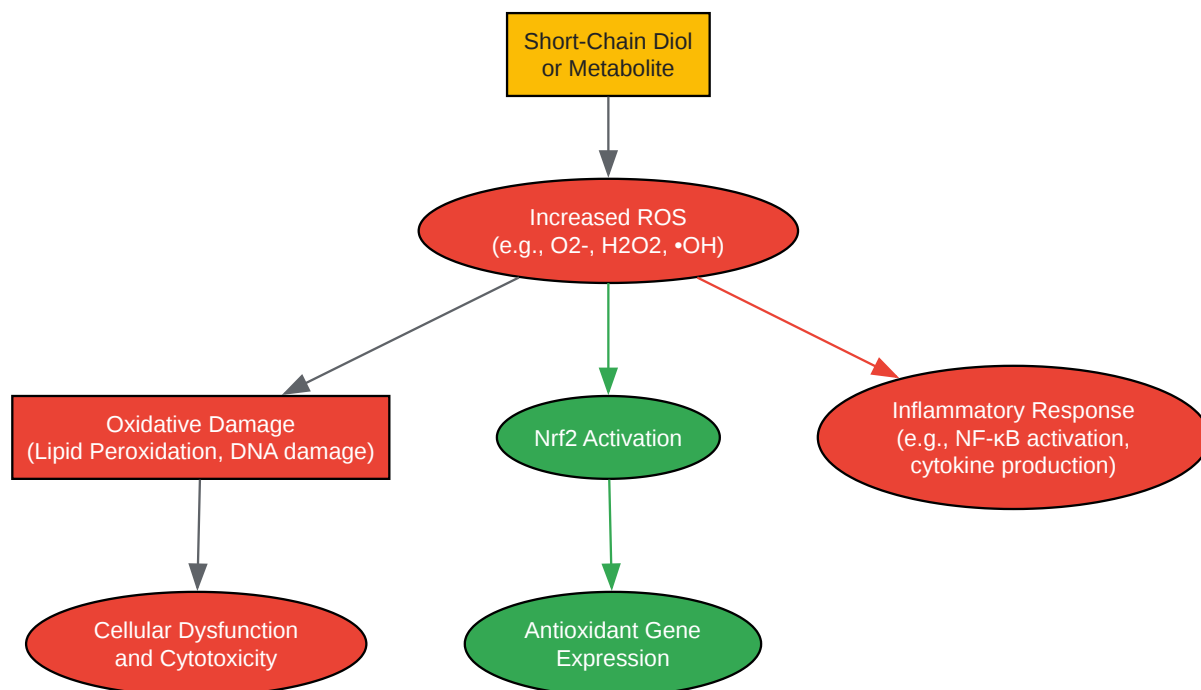 Short-Chain Diol
or Metabolite
Increased ROS
(e.g., O2-, H2O2, •OH)
Oxidative Damage
(Lipid Peroxidation, DNA damage)
Nrf2 Activation
Inflammatory Response
(e.g., NF-κB activation,
cytokine production)
Cellular Dysfunction
and Cytotoxicity
Antioxidant Gene
Expression